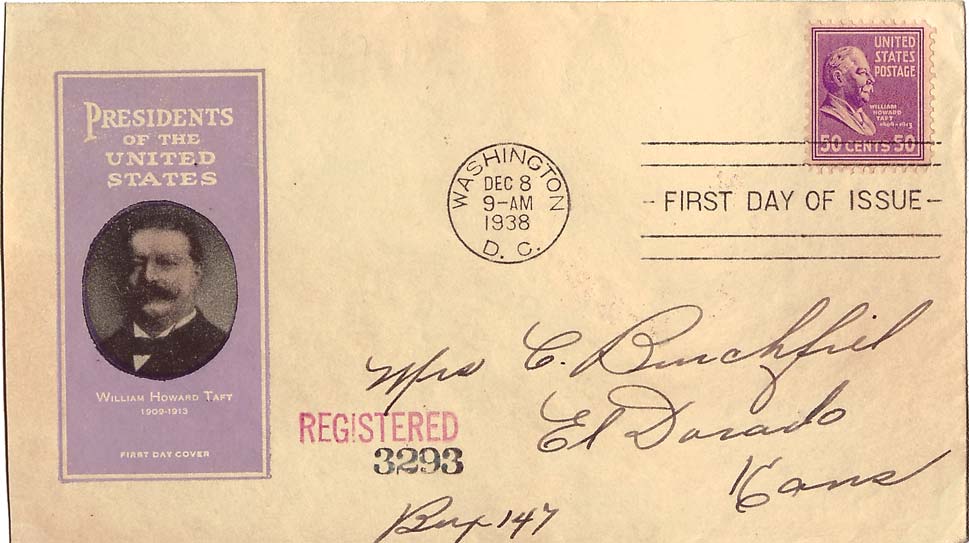 PRESIDENTS
OF THE
UNITED
STATES
WILLIAM HOWARD TAFT
1909-1913
FIRST DAY COVER
WASHINGTON
DEC 8
9-AM
1938
D. C.
UNITED
STATES
POSTAGE
WILLIAM
HOWARD
TAFT
1909-1913
50 CENTS 50
- FIRST DAY OF ISSUE -
Mrs C. Burchfiel
El Dorado
Kans
REGISTERED
3293
Box 147